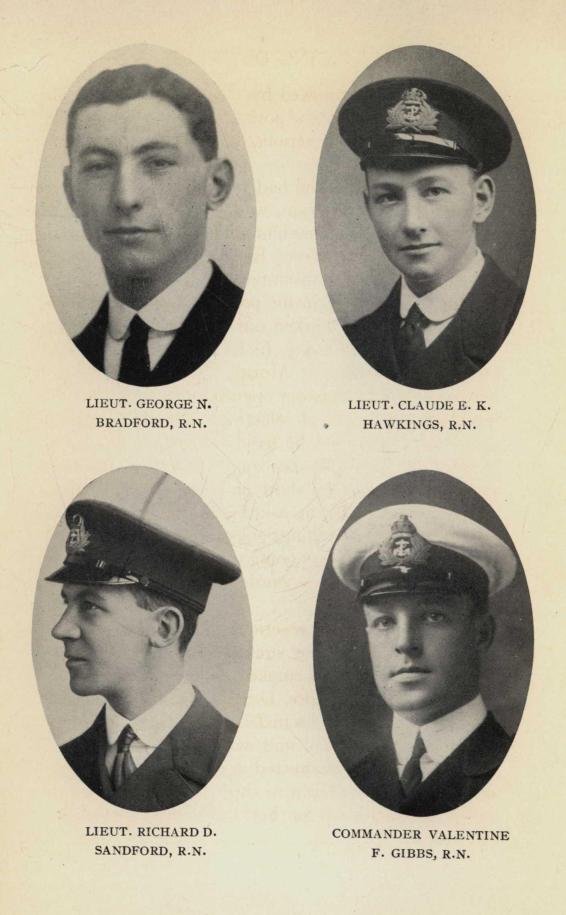 LIEUT. GEORGE N.
BRADFORD, R.N.
LIEUT. CLAUDE E. K.
HAWKINGS, R.N.
LIEUT. RICHARD D.
SANDFORD, R.N.
COMMANDER VALENTINE
F. GIBBS, R.N.